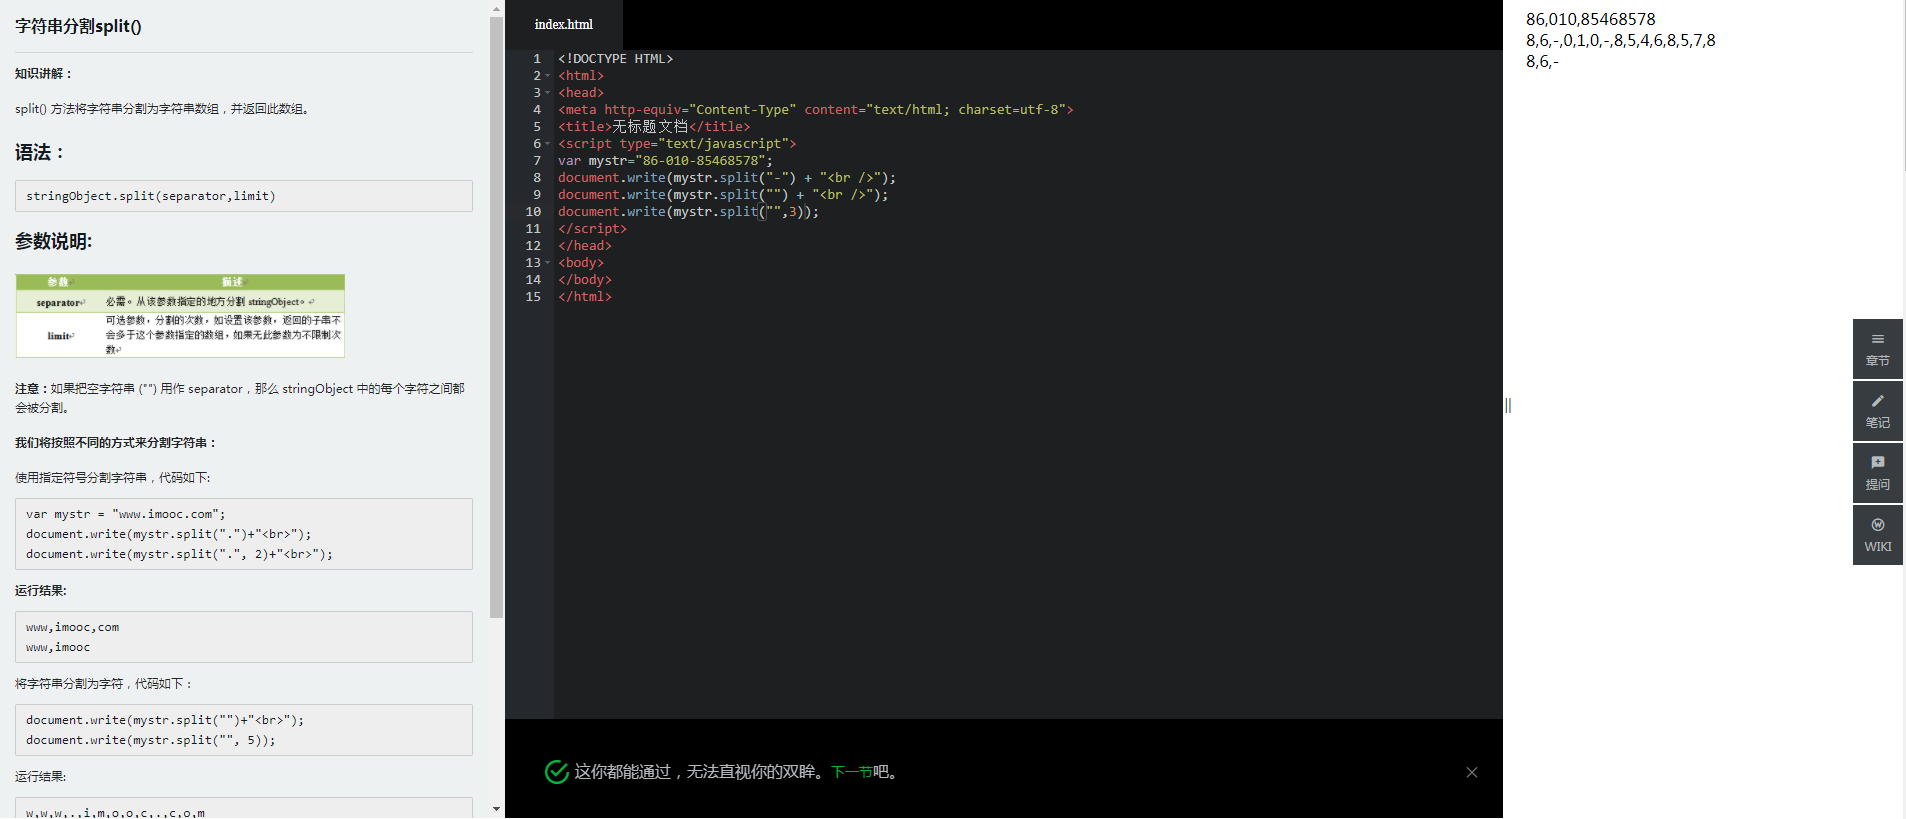 字符串分割split()
知识讲解：
split() 方法将字符串分割为字符串数组，并返回此数组。
语法：
stringObject.split(separator,limit)
参数说明:
参数 描述
separator 必需。从该参数指定的地方分割 stringObject。
limit 可选参数，分割的次数，如设置该参数，返回的子串不
会多于这个参数指定的数组，如果无此参数为不限制次
数
注意：如果把空字符串 ("") 用作 separator，那么 stringObject 中的每个字符之间都
会被分割。
我们将按照不同的方式来分割字符串：
使用指定符号分割字符串，代码如下:
var mystr = "www.imooc.com";
document.write(mystr.split(".")+"<br>");
document.write(mystr.split(".", 2)+"<br>");
运行结果:
www,imooc,com
www,imooc
将字符串分割为字符，代码如下：
document.write(mystr.split("")+"<br>");
document.write(mystr.split("", 5));
运行结果:
w,w,w,.,i,m,o,o,c,.,c,o,m
index.html
1 <!DOCTYPE HTML>
2 <html>
3 <head>
4 <meta http-equiv="Content-Type" content="text/html; charset=utf-8">
5 <title>无标题文档</title>
6 <script type="text/javascript">
7 var mystr="86-010-85468578";
8 document.write(mystr.split("-") + "<br />");
9 document.write(mystr.split("") + "<br />");
10 document.write(mystr.split("",3));
11 </script>
12 </head>
13 <body>
14 </body>
15 </html>
这你都能通过，无法直视你的双眸。下一节吧。
86,010,85468578
8,6,-,0,1,0,-,8,5,4,6,8,5,7,8
8,6,-
章节
笔记
提问
WIKI